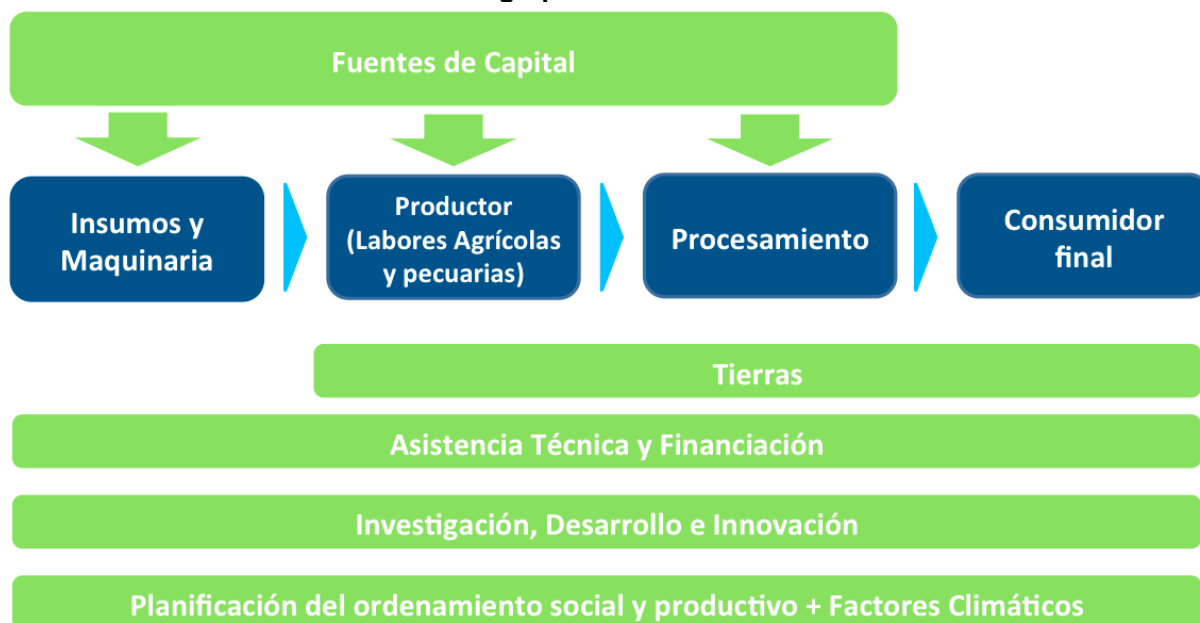 Fuentes de Capital
Insumos y
Maquinaria
Productor
(Labores Agrícolas
y pecuarias)
Procesamiento
Consumidor
final
Tierras
Asistencia Técnica y Financiación
Investigación, Desarrollo e Innovación
Planificación del ordenamiento social y productivo + Factores Climáticos